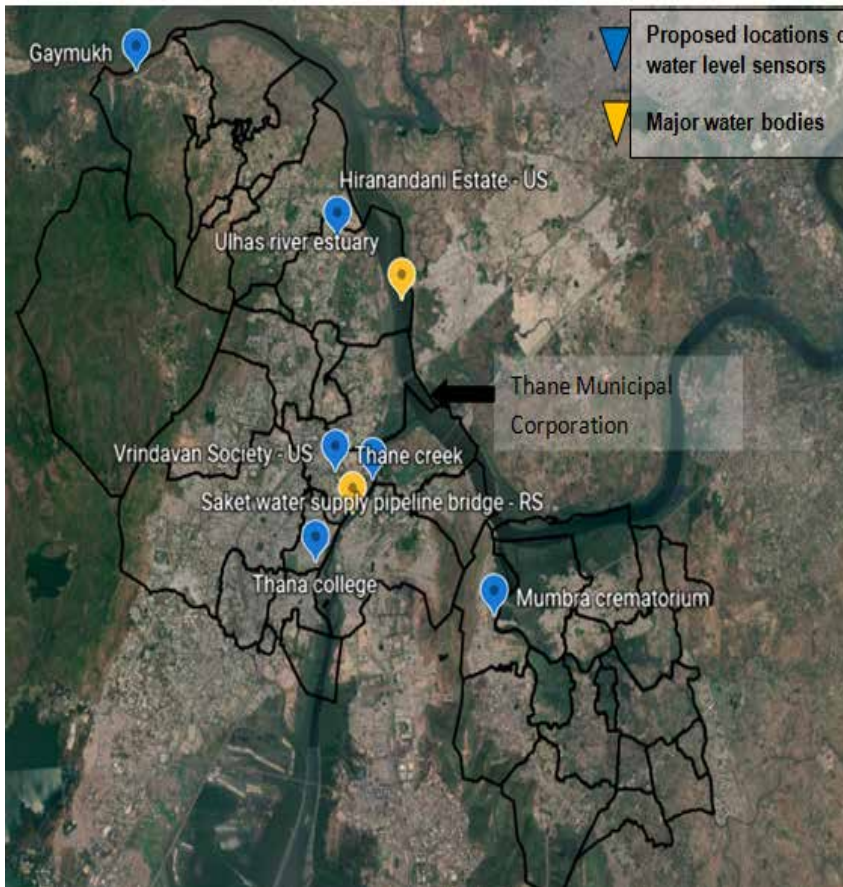 Proposed locations o
water level sensors
Major water bodies
Gaymukh
Hiranandani Estate - US
Ulhas river estuary
Thane Municipal
Corporation
Vrindavan Society - US
Thane creek
Saket water supply pipeline bridge - RS
Thana college
Mumbra crematorium